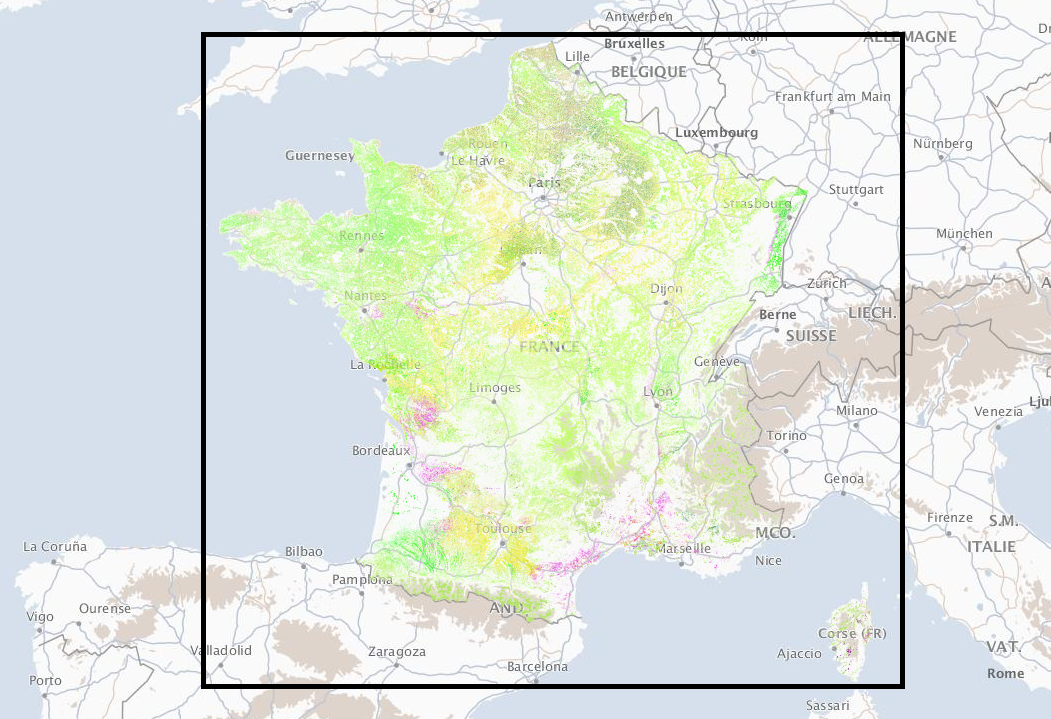 Antwerpen
Köln
ALLEMAGNE
Bruxelles
Lille
BELGIQUE
Frankfurt am Main
Luxembourg
Nürnberg
Rouen
Guernesey
Le Havre
Paris
Stuttgart
Strasbourg
Rennes
München
Nantes
Dijon
Zürich
Berne
LIECH.
SUISSE
FRANCE
La Rochelle
Genève
Limoges
Lyon
Milano
Venezia
Torino
Bordeaux
Genoa
Firenze
S.M.
Toulouse
MCO.
ITALIE
La Coruña
Bilbao
Marseille
Nice
Pamplona
Ourense
AND.
Vigo
Corse (FR)
Valladolid
Zaragoza
Ajaccio
VAT.
Barcelona
Rome
Porto
Sassari